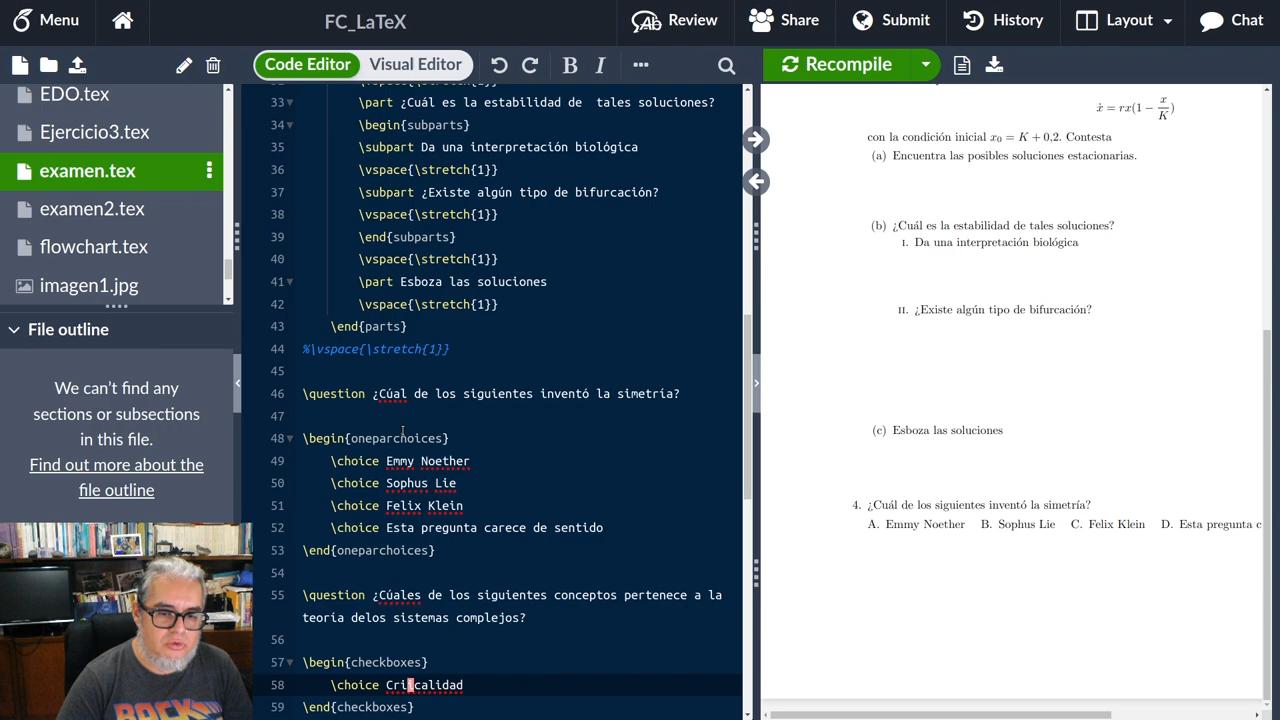 Menu
FC_LaTeX
Review
Share
Submit
History
Layout
Chat
Code Editor
Visual Editor
Recompile
EDO.tex
Ejercicio3.tex
examen.tex
examen2.tex
flowchart.tex
imagen1.jpg
File outline
We can't find any
sections or subsections
in this file.
Find out more about the
file outline
33 \part ¿Cuál es la estabilidad de  tales soluciones?
34 \begin{subparts}
35 \subpart Da una interpretación biológica
36 \vspace{\stretch{1}}
37 \subpart ¿Existe algún tipo de bifurcación?
38 \vspace{\stretch{1}}
39 \end{subparts}
40 \vspace{\stretch{1}}
41 \part Esboza las soluciones
42 \vspace{\stretch{1}}
43 \end{parts}
44 %\vspace{\stretch{1}}
45
46 \question ¿Cúal de los siguientes inventó la simetría?
47
48 \begin{oneparchoices}
49 \choice Emmy Noether
50 \choice Sophus Lie
51 \choice Felix Klein
52 \choice Esta pregunta carece de sentido
53 \end{oneparchoices}
54
55 \question ¿Cúales de los siguientes conceptos pertenece a la
teoría delos sistemas complejos?
56
57 \begin{checkboxes}
58 \choice Criticalidad
59 \end{checkboxes}
ẋ = rx(1 − x/K)
con la condición inicial x₀ = K + 0,2. Contesta
(a) Encuentra las posibles soluciones estacionarias.
(b) ¿Cuál es la estabilidad de tales soluciones?
I. Da una interpretación biológica
II. ¿Existe algún tipo de bifurcación?
(c) Esboza las soluciones
4. ¿Cuál de los siguientes inventó la simetría?
A. Emmy Noether B. Sophus Lie C. Felix Klein D. Esta pregunta c